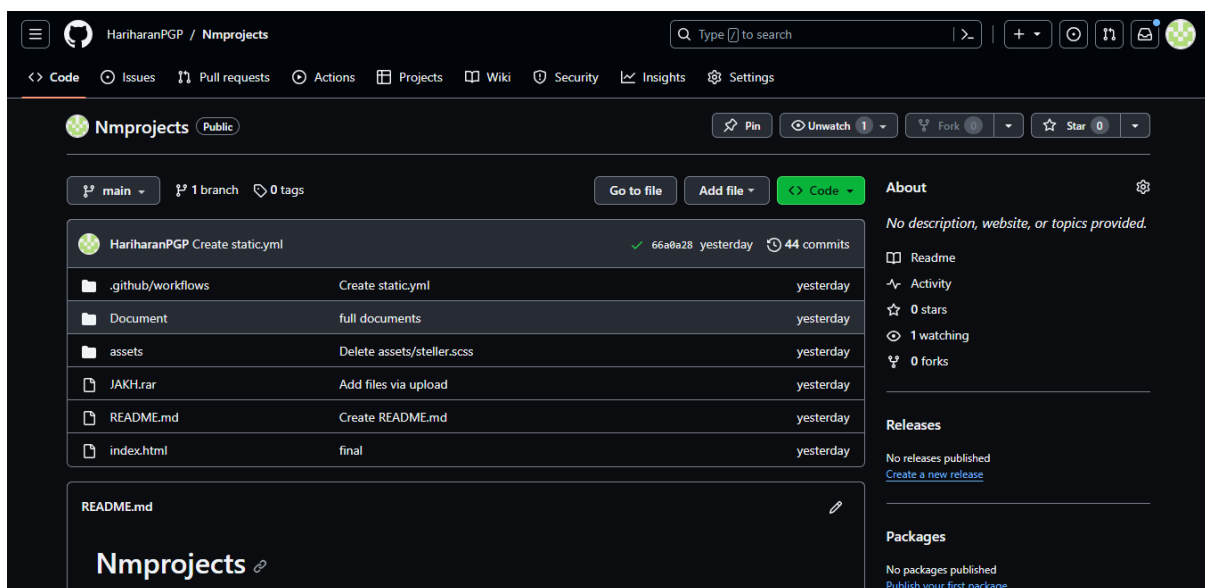 HariharanPGP / Nmprojects
Type / to search
Code Issues Pull requests Actions Projects Wiki Security Insights Settings
Nmprojects Public
Pin Unwatch 1 Fork 0 Star 0
main 1 branch 0 tags Go to file Add file Code
HariharanPGP Create static.yml 66a0a28 yesterday 44 commits
.github/workflows Create static.yml yesterday
Document full documents yesterday
assets Delete assets/steller.scss yesterday
JAKH.rar Add files via upload yesterday
README.md Create README.md yesterday
index.html final yesterday
README.md
Nmprojects
About
No description, website, or topics provided.
Readme
Activity
0 stars
1 watching
0 forks
Releases
No releases published
Create a new release
Packages
No packages published
Publish your first package